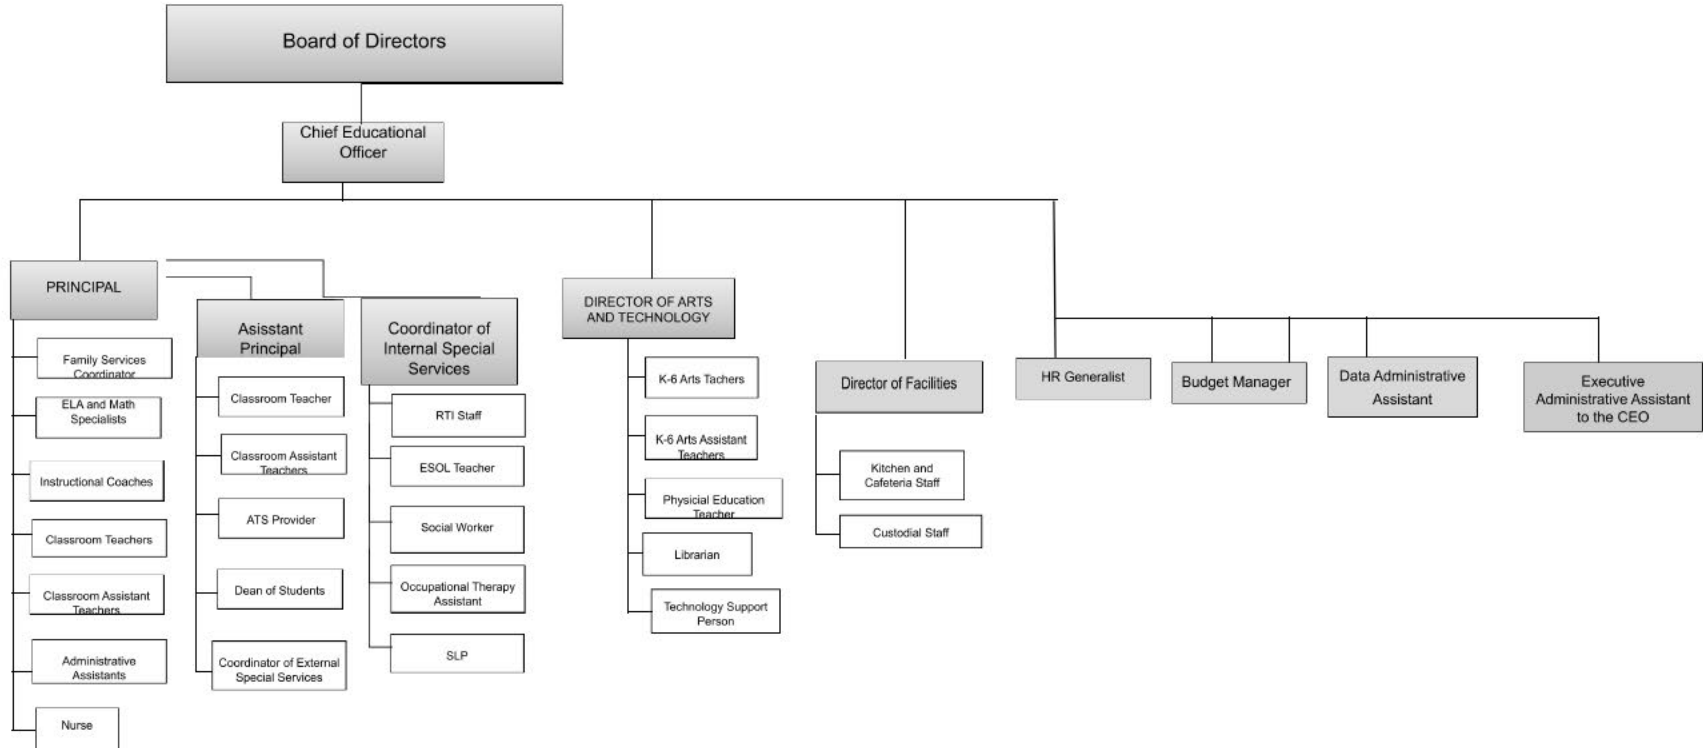 Board of Directors
Chief Educational
Officer
PRINCIPAL
Family Services
Coordinator
ELA and Math
Specialists
Instructional Coaches
Classroom Teachers
Classroom Assistant
Teachers
Administrative
Assistants
Nurse
Asisstant
Principal
Classroom Teacher
Classroom Assistant
Teachers
ATS Provider
Dean of Students
Coordinator of External
Special Services
Coordinator of
Internal Special
Services
RTI Staff
ESOL Teacher
Social Worker
Occupational Therapy
Assistant
SLP
DIRECTOR OF ARTS
AND TECHNOLOGY
K-6 Arts Tachers
K-6 Arts Assistant
Teachers
Physicial Education
Teacher
Librarian
Technology Support
Person
Director of Facilities
Kitchen and
Cafeteria Staff
Custodial Staff
HR Generalist
Budget Manager
Data Administrative
Assistant
Executive
Administrative Assistant
to the CEO